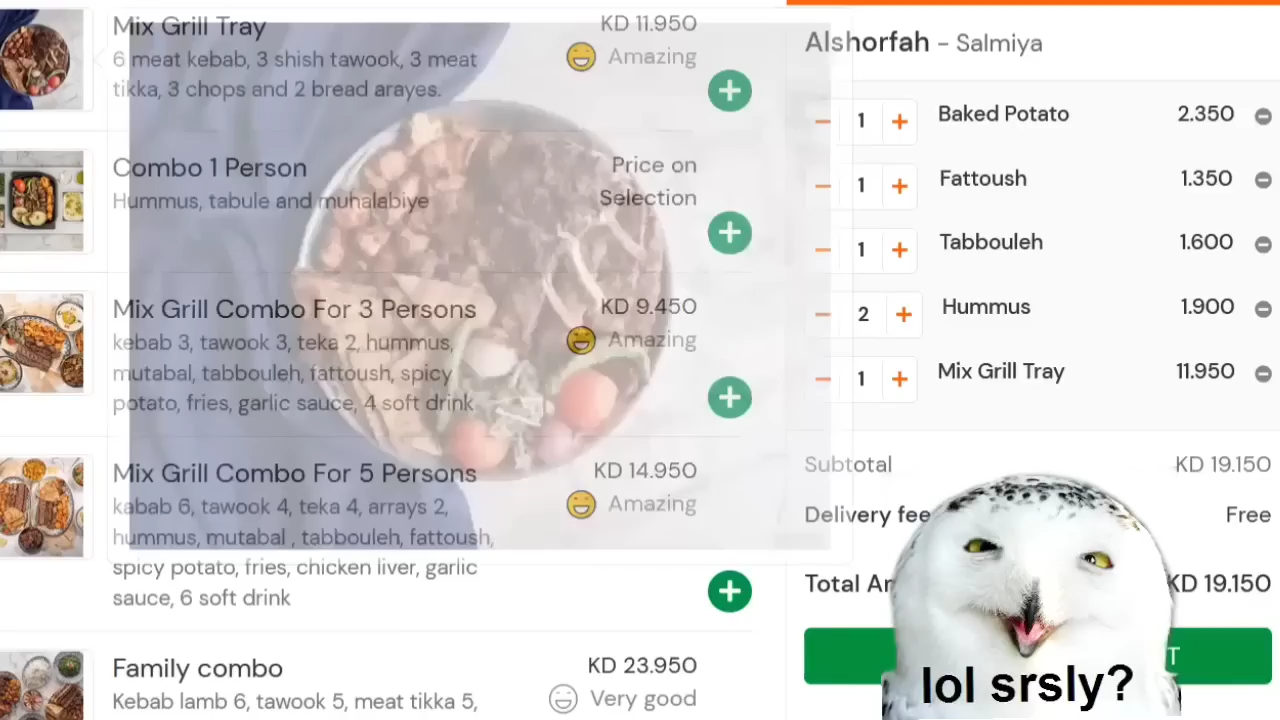 Mix Grill Tray
KD 11.950
6 meat kebab, 3 shish tawook, 3 meat
Amazing
tikka, 3 chops and 2 bread arayes.
Combo 1 Person
Price on
Hummus, tabule and muhalabiye
Selection
Mix Grill Combo For 3 Persons
KD 9.450
kebab 3, tawook 3, teka 2, hummus,
Amazing
mutabal, tabbouleh, fattoush, spicy
potato, fries, garlic sauce, 4 soft drink
Mix Grill Combo For 5 Persons
KD 14.950
kabab 6, tawook 4, teka 4, arrays 2,
Amazing
hummus, mutabal , tabbouleh, fattoush,
spicy potato, fries, chicken liver, garlic
sauce, 6 soft drink
Family combo
KD 23.950
Kebab lamb 6, tawook 5, meat tikka 5,
Very good
Alshorfah - Salmiya
1 Baked Potato 2.350
1 Fattoush 1.350
1 Tabbouleh 1.600
2 Hummus 1.900
1 Mix Grill Tray 11.950
Subtotal KD 19.150
Delivery fee Free
Total KD 19.150
lol srsly?